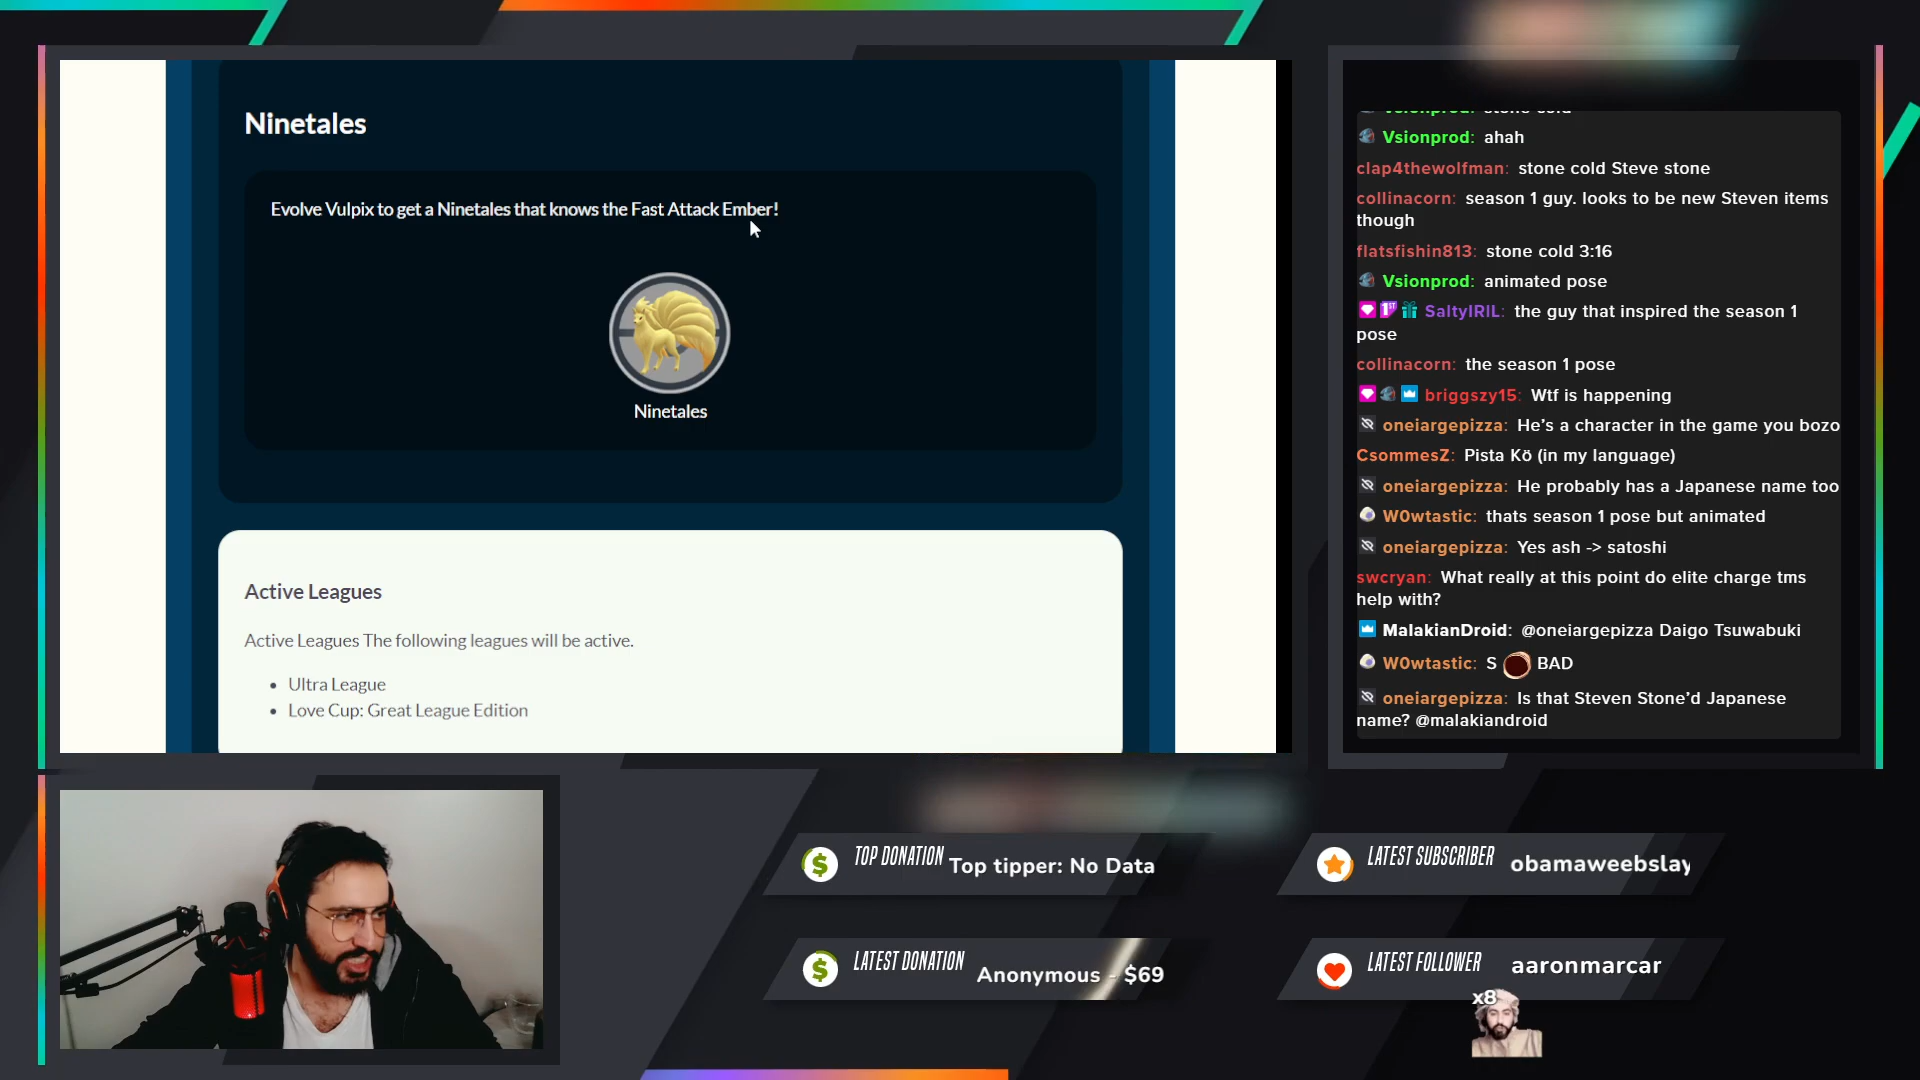 Ninetales
Evolve Vulpix to get a Ninetales that knows the Fast Attack Ember!
Ninetales
Active Leagues
Active Leagues The following leagues will be active.
• Ultra League
• Love Cup: Great League Edition
Vsionprod: stone cold
Vsionprod: ahah
clap4thewolfman: stone cold Steve stone
collinacorn: season 1 guy. looks to be new Steven items
though
flatsfishin813: stone cold 3:16
Vsionprod: animated pose
1ST SaltyIRIL: the guy that inspired the season 1
pose
collinacorn: the season 1 pose
briggszy15: Wtf is happening
oneiargepizza: He's a character in the game you bozo
CsommesZ: Pista Kö (in my language)
oneiargepizza: He probably has a Japanese name too
W0wtastic: thats season 1 pose but animated
oneiargepizza: Yes ash -> satoshi
swcryan: What really at this point do elite charge tms
help with?
MalakianDroid: @oneiargepizza Daigo Tsuwabuki
W0wtastic: S BAD
oneiargepizza: Is that Steven Stone'd Japanese
name? @malakiandroid
TOP DONATION Top tipper: No Data
LATEST SUBSCRIBER obamaweebslay
LATEST DONATION Anonymous - $69
LATEST FOLLOWER aaronmarcar
x8